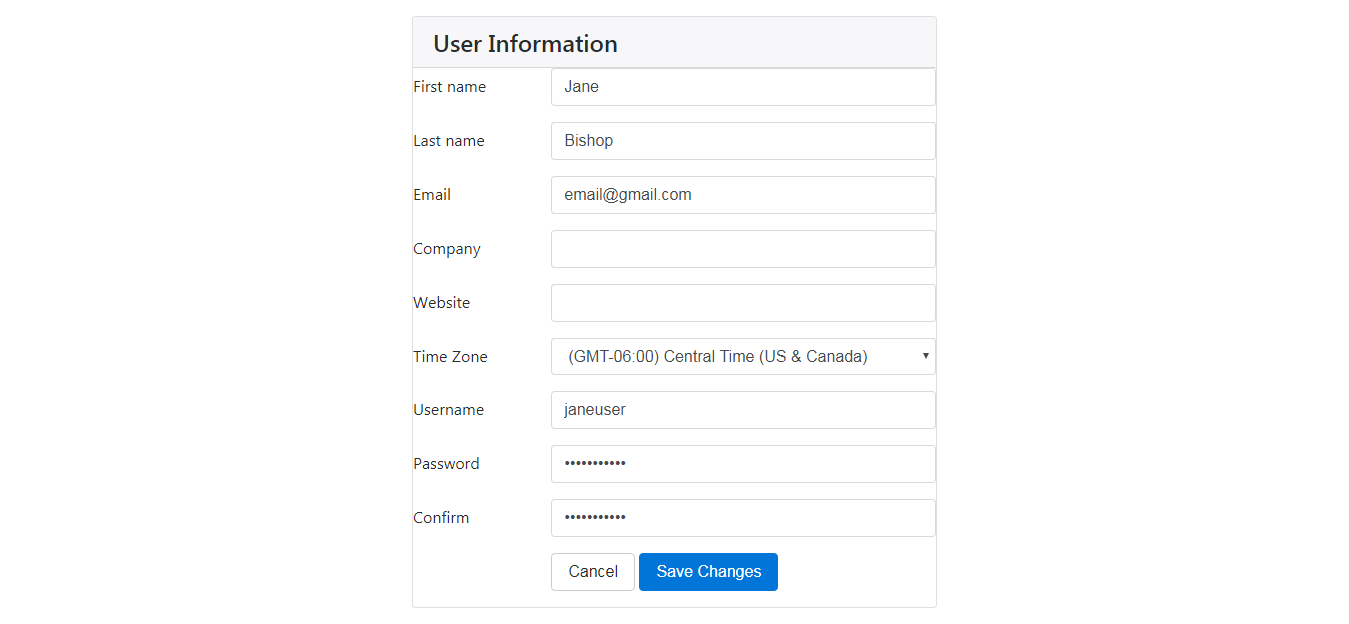 User Information
First name Jane
Last name Bishop
Email email@gmail.com
Company
Website
Time Zone (GMT-06:00) Central Time (US & Canada)
Username janeuser
Password •••••••••••
Confirm •••••••••••
Cancel Save Changes